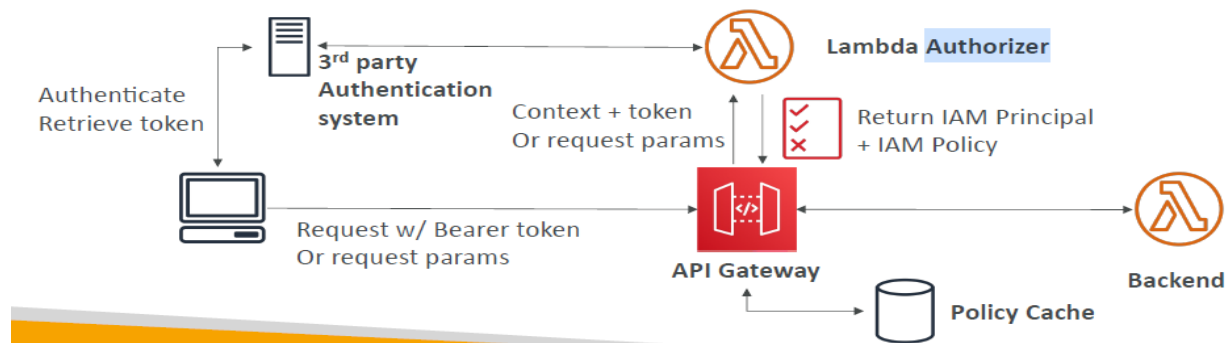 Authenticate
Retrieve token
3rd party
Authentication
system
Context + token
Or request params
Lambda Authorizer
Return IAM Principal
+ IAM Policy
Request w/ Bearer token
Or request params
</>
API Gateway
Backend
Policy Cache